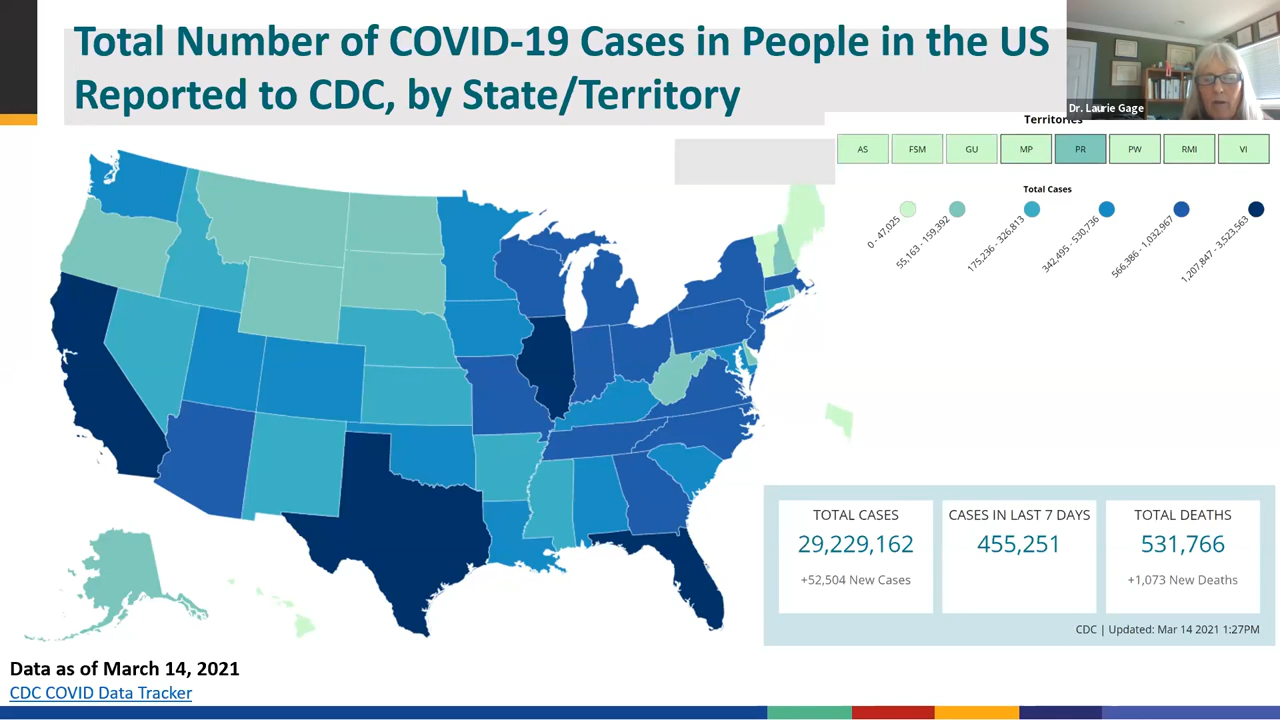 Total Number of COVID-19 Cases in People in the US
Reported to CDC, by State/Territory
Dr. Laurie Gage
Territories
AS
FSM
GU
MP
PR
PW
RMI
VI
Total Cases
0 - 47,025
55,163 - 159,392
175,236 - 326,813
342,495 - 530,736
566,386 - 1,032,967
1,207,847 - 3,523,563
TOTAL CASES
29,229,162
+52,504 New Cases
CASES IN LAST 7 DAYS
455,251
TOTAL DEATHS
531,766
+1,073 New Deaths
CDC | Updated: Mar 14 2021 1:27PM
Data as of March 14, 2021
CDC COVID Data Tracker